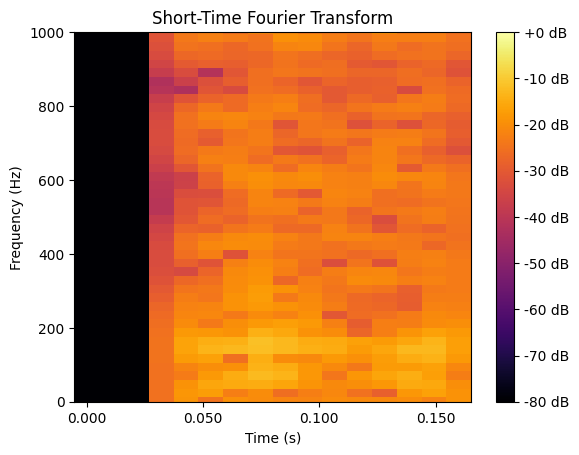 Short-Time Fourier Transform
Frequency (Hz)
1000
800
600
400
200
0
0.000
0.050
0.100
0.150
Time (s)
+0 dB
-10 dB
-20 dB
-30 dB
-40 dB
-50 dB
-60 dB
-70 dB
-80 dB